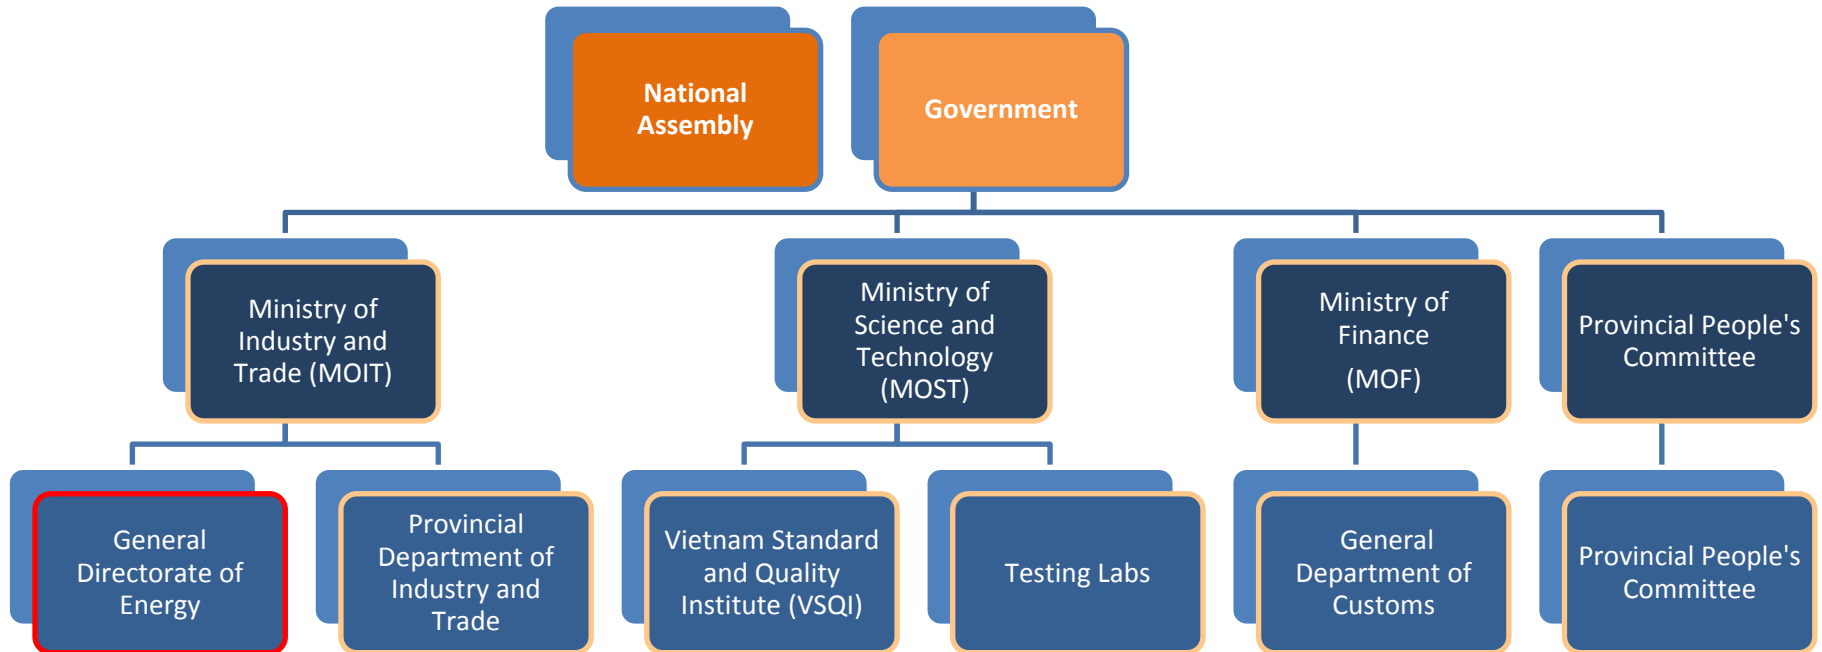 National
Assembly
Government
Ministry of
Industry and
Trade (MOIT)
Ministry of
Science and
Technology
(MOST)
Ministry of
Finance
(MOF)
Provincial People's
Committee
General
Directorate of
Energy
Provincial
Department of
Industry and
Trade
Vietnam Standard
and Quality
Institute (VSQI)
Testing Labs
General
Department of
Customs
Provincial People's
Committee